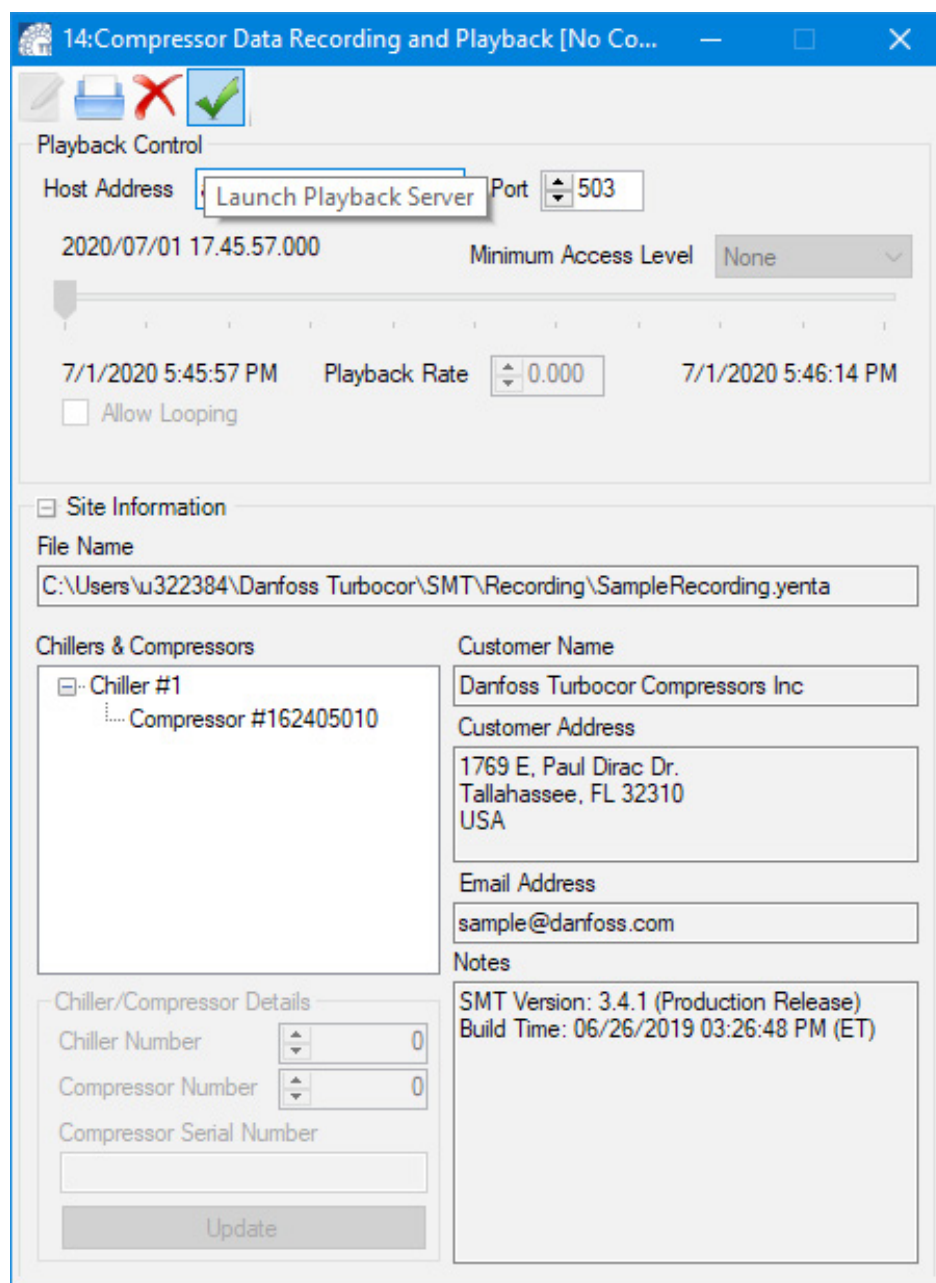 14:Compressor Data Recording and Playback [No Co...
Playback Control
Host Address
Launch Playback Server
Port 503
2020/07/01 17.45.57.000
Minimum Access Level None
7/1/2020 5:45:57 PM Playback Rate 0.000 7/1/2020 5:46:14 PM
Allow Looping
Site Information
File Name
C:\Users\u322384\Danfoss Turbocor\SMT\Recording\SampleRecording.yenta
Chillers & Compressors
Chiller #1
Compressor #162405010
Customer Name
Danfoss Turbocor Compressors Inc
Customer Address
1769 E, Paul Dirac Dr.
Tallahassee, FL 32310
USA
Email Address
sample@danfoss.com
Notes
SMT Version: 3.4.1 (Production Release)
Build Time: 06/26/2019 03:26:48 PM (ET)
Chiller/Compressor Details
Chiller Number 0
Compressor Number 0
Compressor Serial Number
Update